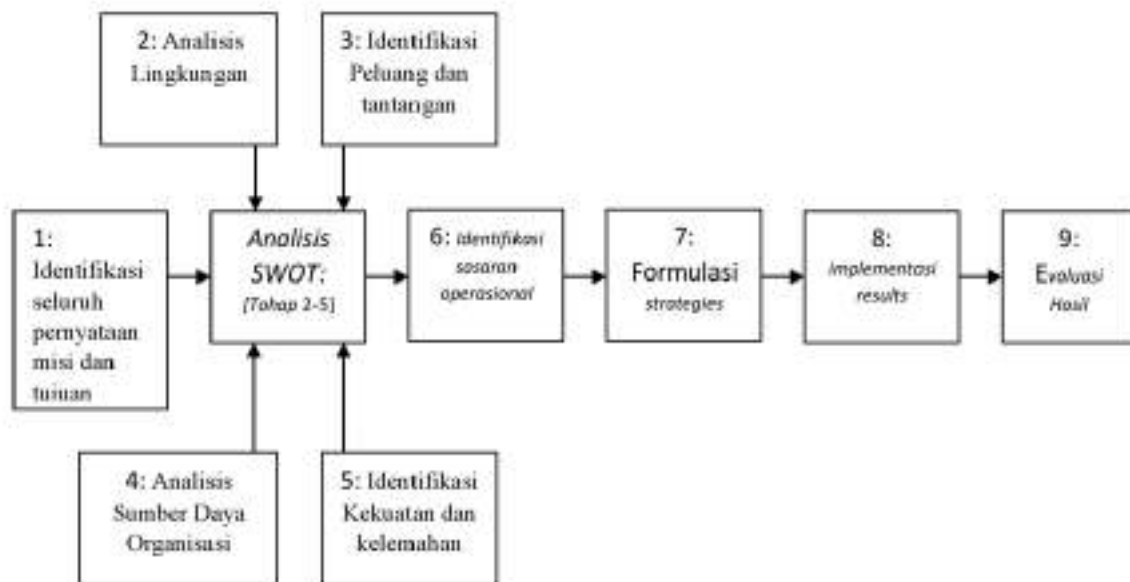 2: Analisis
Lingkungan
3: Identifikasi
Peluang dan
tantangan
1:
Identifikasi
seluruh
pernyataan
misi dan
tujuan
Analisis
SWOT:
[Tahap 2-5]
6: Identifikasi
sasaran
operasional
7:
Formulasi
strategies
8:
Implementasi
results
9:
Evaluasi
Hasil
4: Analisis
Sumber Daya
Organisasi
5: Identifikasi
Kekuatan dan
kelemahan